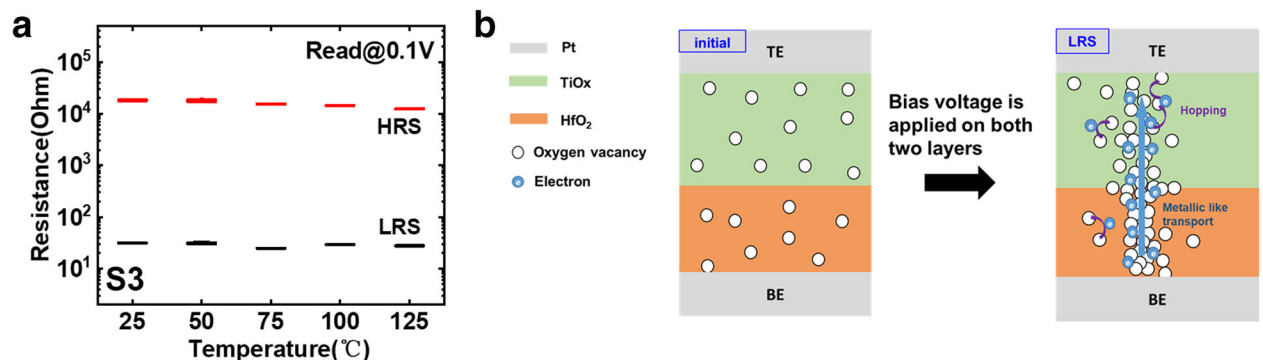 a
Read@0.1V
Resistance(Ohm)
10⁵
10⁴
10³
10²
10¹
HRS
LRS
S3
25 50 75 100 125
Temperature(℃)
b
Pt
TiOx
HfO₂
Oxygen vacancy
e Electron
initial
TE
BE
Bias voltage is
applied on both
two layers
LRS
TE
Hopping
e
e
e
e
e
e
e
e
Metallic like
transport
e
e
e
e
e
e
BE